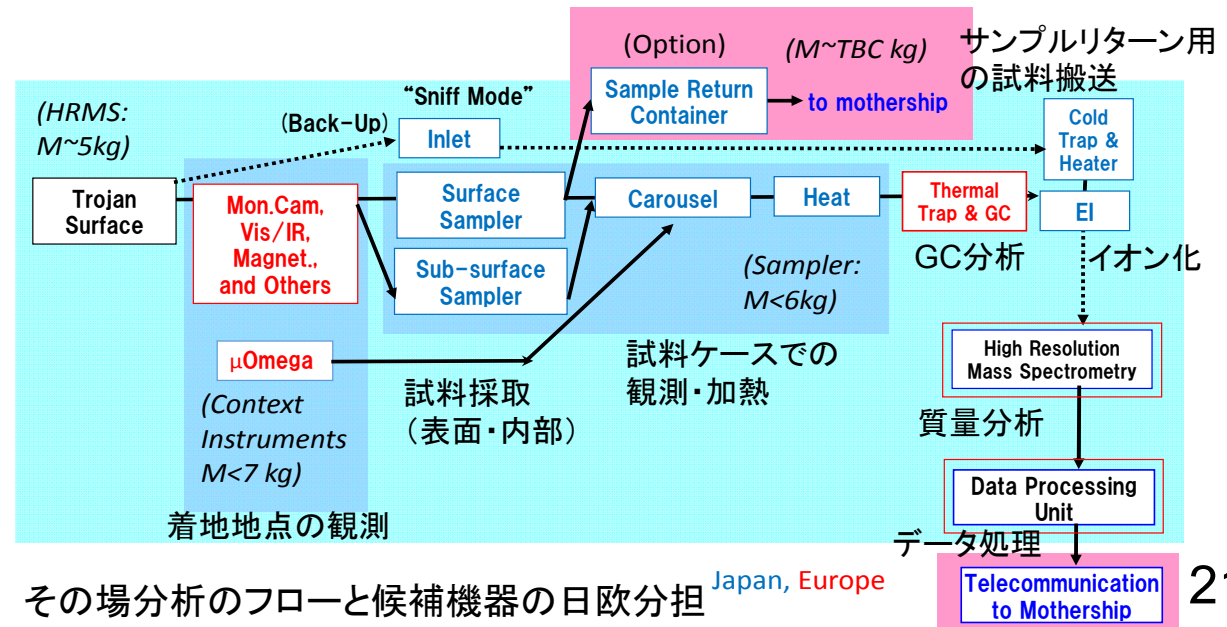 (Option)
(M~TBC kg)
サンプルリターン用
の試料搬送
(HRMS:
M~5kg)
(Back-Up)
“Sniff Mode”
Inlet
Sample Return
Container
to mothership
Cold
Trap &
Heater
Trojan
Surface
Mon.Cam,
Vis/IR,
Magnet.,
and Others
Surface
Sampler
Sub-surface
Sampler
Carousel
Heat
Thermal
Trap & GC
EI
GC分析
イオン化
(Sampler:
M<6kg)
μOmega
(Context
Instruments
M<7 kg)
試料採取
(表面・内部)
試料ケースでの
観測・加熱
High Resolution
Mass Spectrometry
質量分析
着地地点の観測
Data Processing
Unit
データ処理
その場分析のフローと候補機器の日欧分担
Japan, Europe
Telecommunication
to Mothership